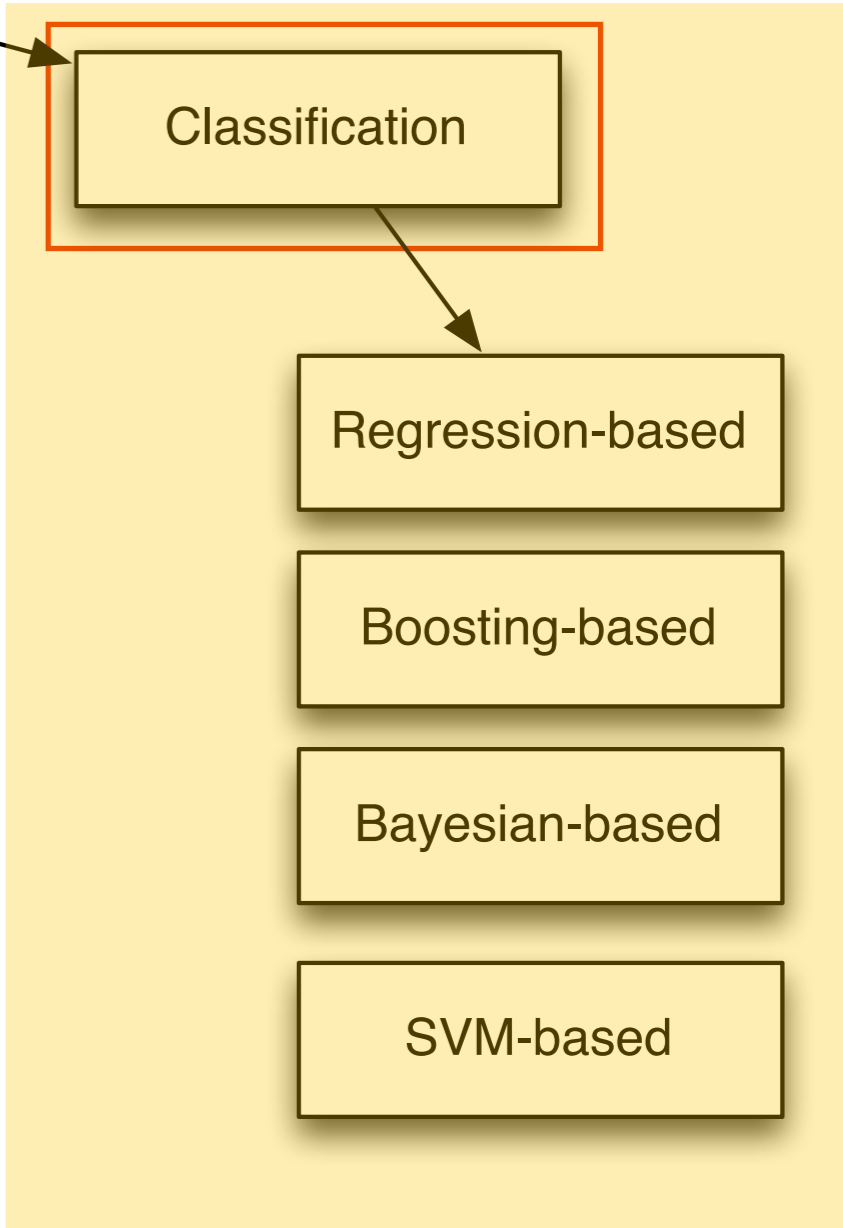 Classification
Regression-based
Boosting-based
Bayesian-based
SVM-based